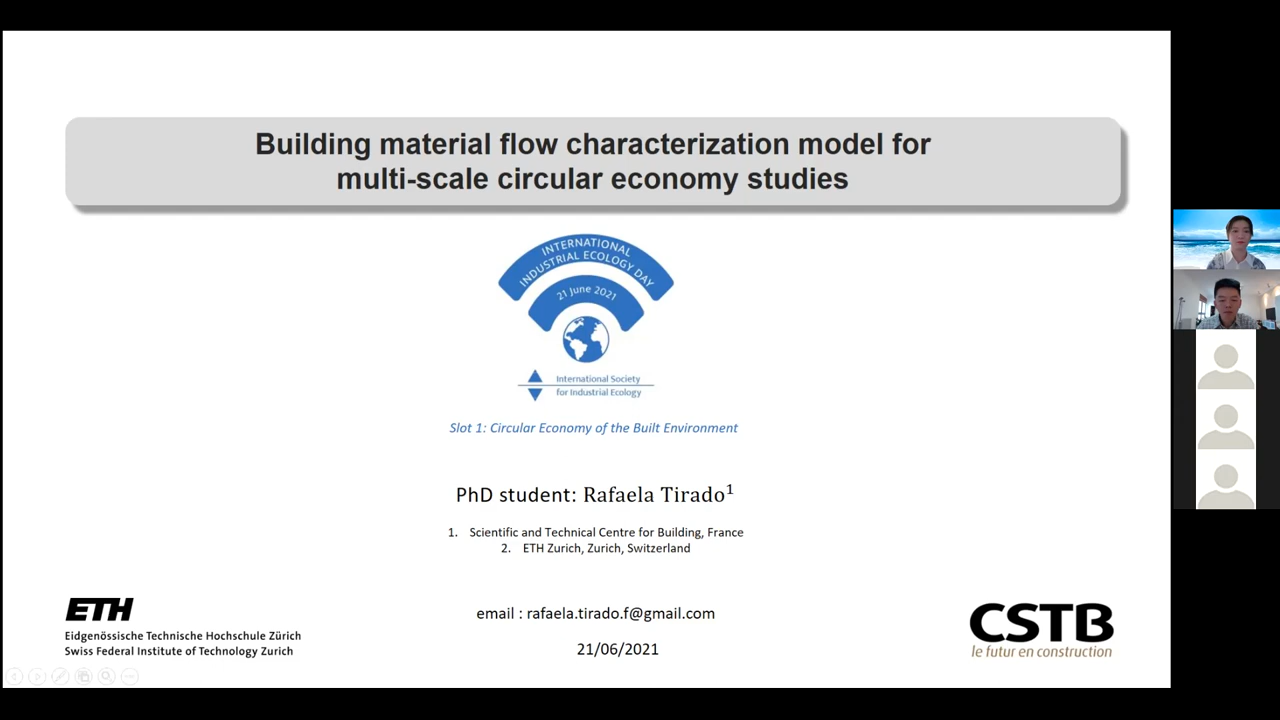 Building material flow characterization model for
multi-scale circular economy studies
INTERNATIONAL
INDUSTRIAL ECOLOGY DAY
21 June 2021
International Society
for Industrial Ecology
Slot 1: Circular Economy of the Built Environment
PhD student: Rafaela Tirado¹
1. Scientific and Technical Centre for Building, France
2. ETH Zurich, Zurich, Switzerland
email : rafaela.tirado.f@gmail.com
21/06/2021
ETH
Eidgenössische Technische Hochschule Zürich
Swiss Federal Institute of Technology Zurich
CSTB
le futur en construction